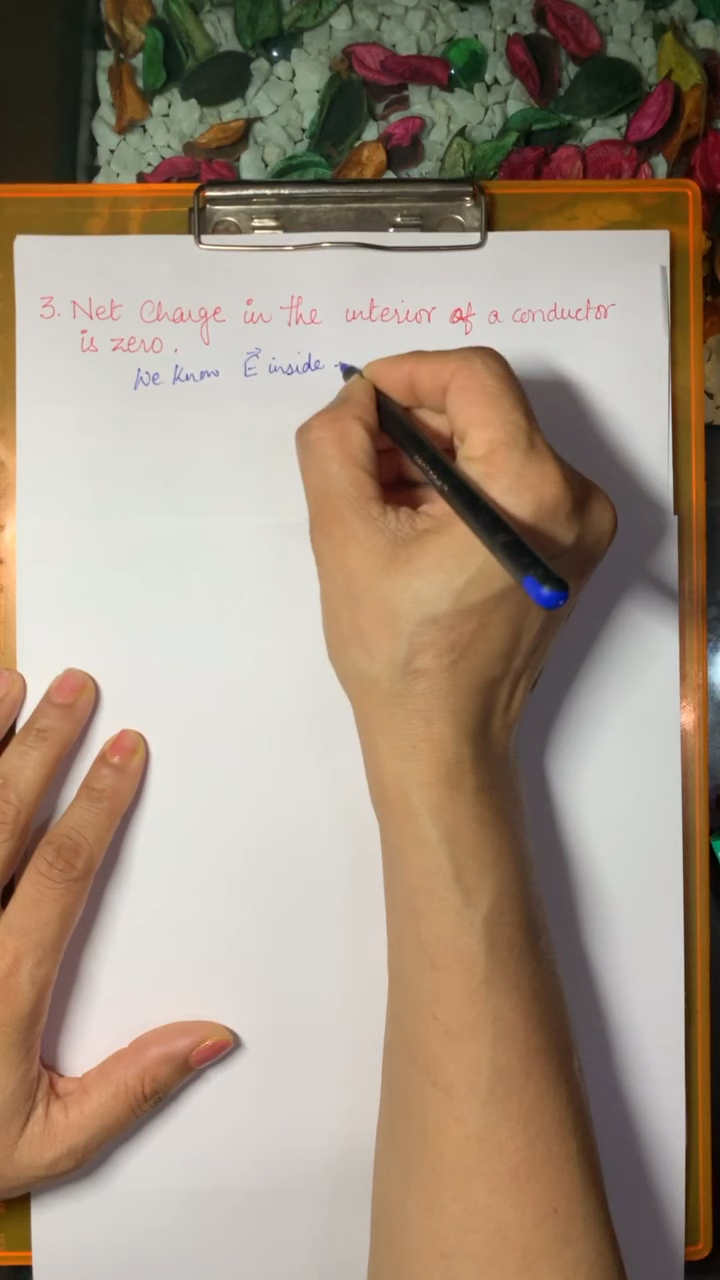 3. Net Charge in the interior of a conductor
is zero.
We know E⃗ inside